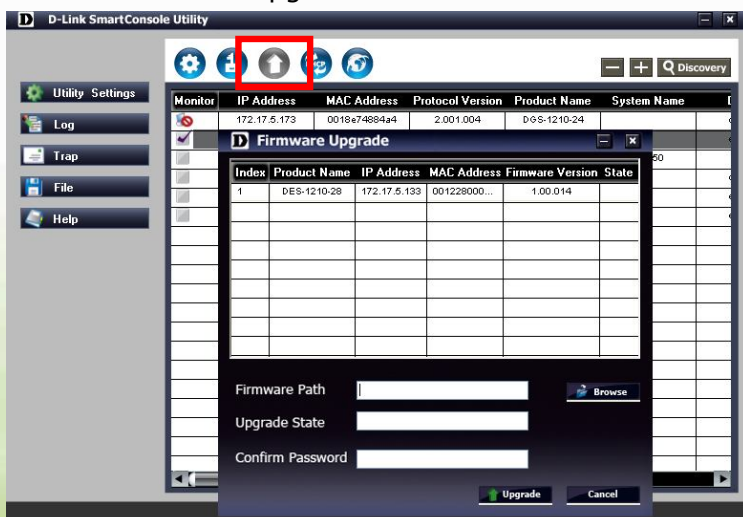 D-Link SmartConsole Utility
Discovery
Utility Settings
Log
Trap
File
Help
Monitor IP Address MAC Address Protocol Version Product Name System Name
172.17.5.173 0018e74884a4 2.001.004 DGS-1210-24
50
Firmware Upgrade
Index Product Name IP Address MAC Address Firmware Version State
1 DES-1210-28 172.17.5.133 001228000... 1.00.014
Firmware Path
Browse
Upgrade State
Confirm Password
Upgrade Cancel